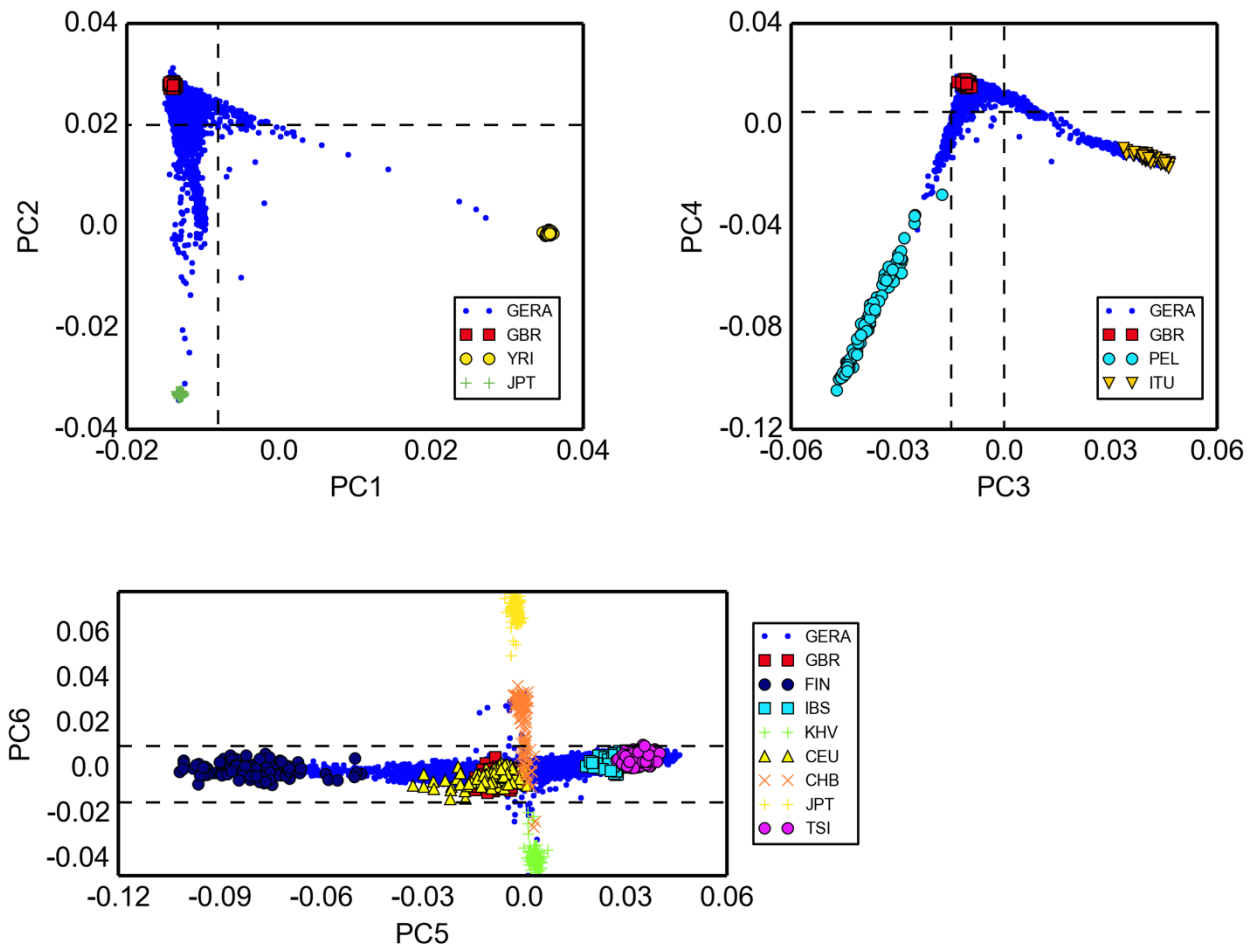 0.04
0.02
0.0
-0.02
-0.04
PC2
-0.02
0.0
0.02
0.04
PC1
GERA
GBR
YRI
JPT
0.04
0.0
-0.04
-0.08
-0.12
PC4
-0.06
-0.03
0.0
0.03
0.06
PC3
GERA
GBR
PEL
ITU
0.06
0.04
0.02
0.0
-0.02
-0.04
PC6
-0.12
-0.09
-0.06
-0.03
0.0
0.03
0.06
PC5
GERA
GBR
FIN
IBS
KHV
CEU
CHB
JPT
TSI